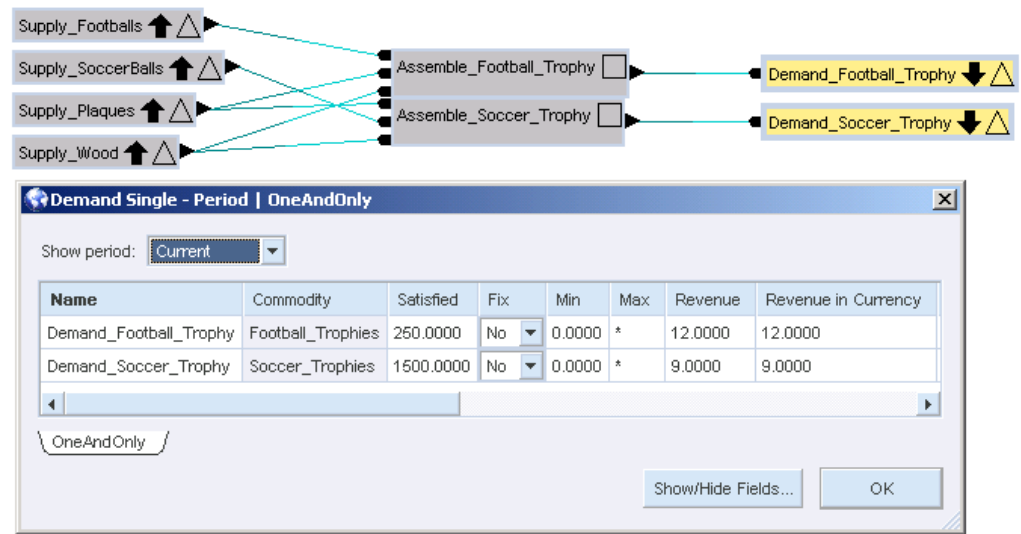 Supply_Footballs
Supply_SoccerBalls
Supply_Plaques
Supply_Wood
Assemble_Football_Trophy
Assemble_Soccer_Trophy
Demand_Football_Trophy
Demand_Soccer_Trophy
Demand Single - Period | OneAndOnly
Show period: Current
Name Commodity Satisfied Fix Min Max Revenue Revenue in Currency
Demand_Football_Trophy Football_Trophies 250.0000 No 0.0000 * 12.0000 12.0000
Demand_Soccer_Trophy Soccer_Trophies 1500.0000 No 0.0000 * 9.0000 9.0000
OneAndOnly
Show/Hide Fields... OK